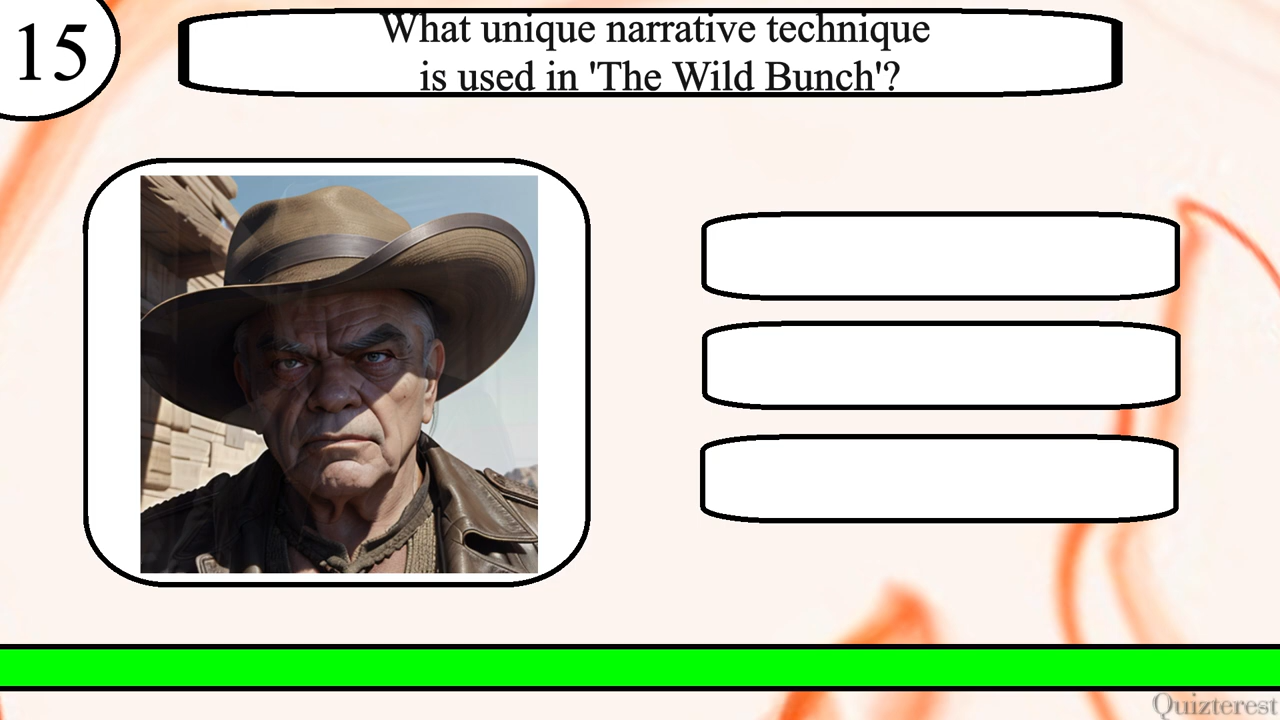 15
What unique narrative technique
is used in 'The Wild Bunch'?
Quizterest